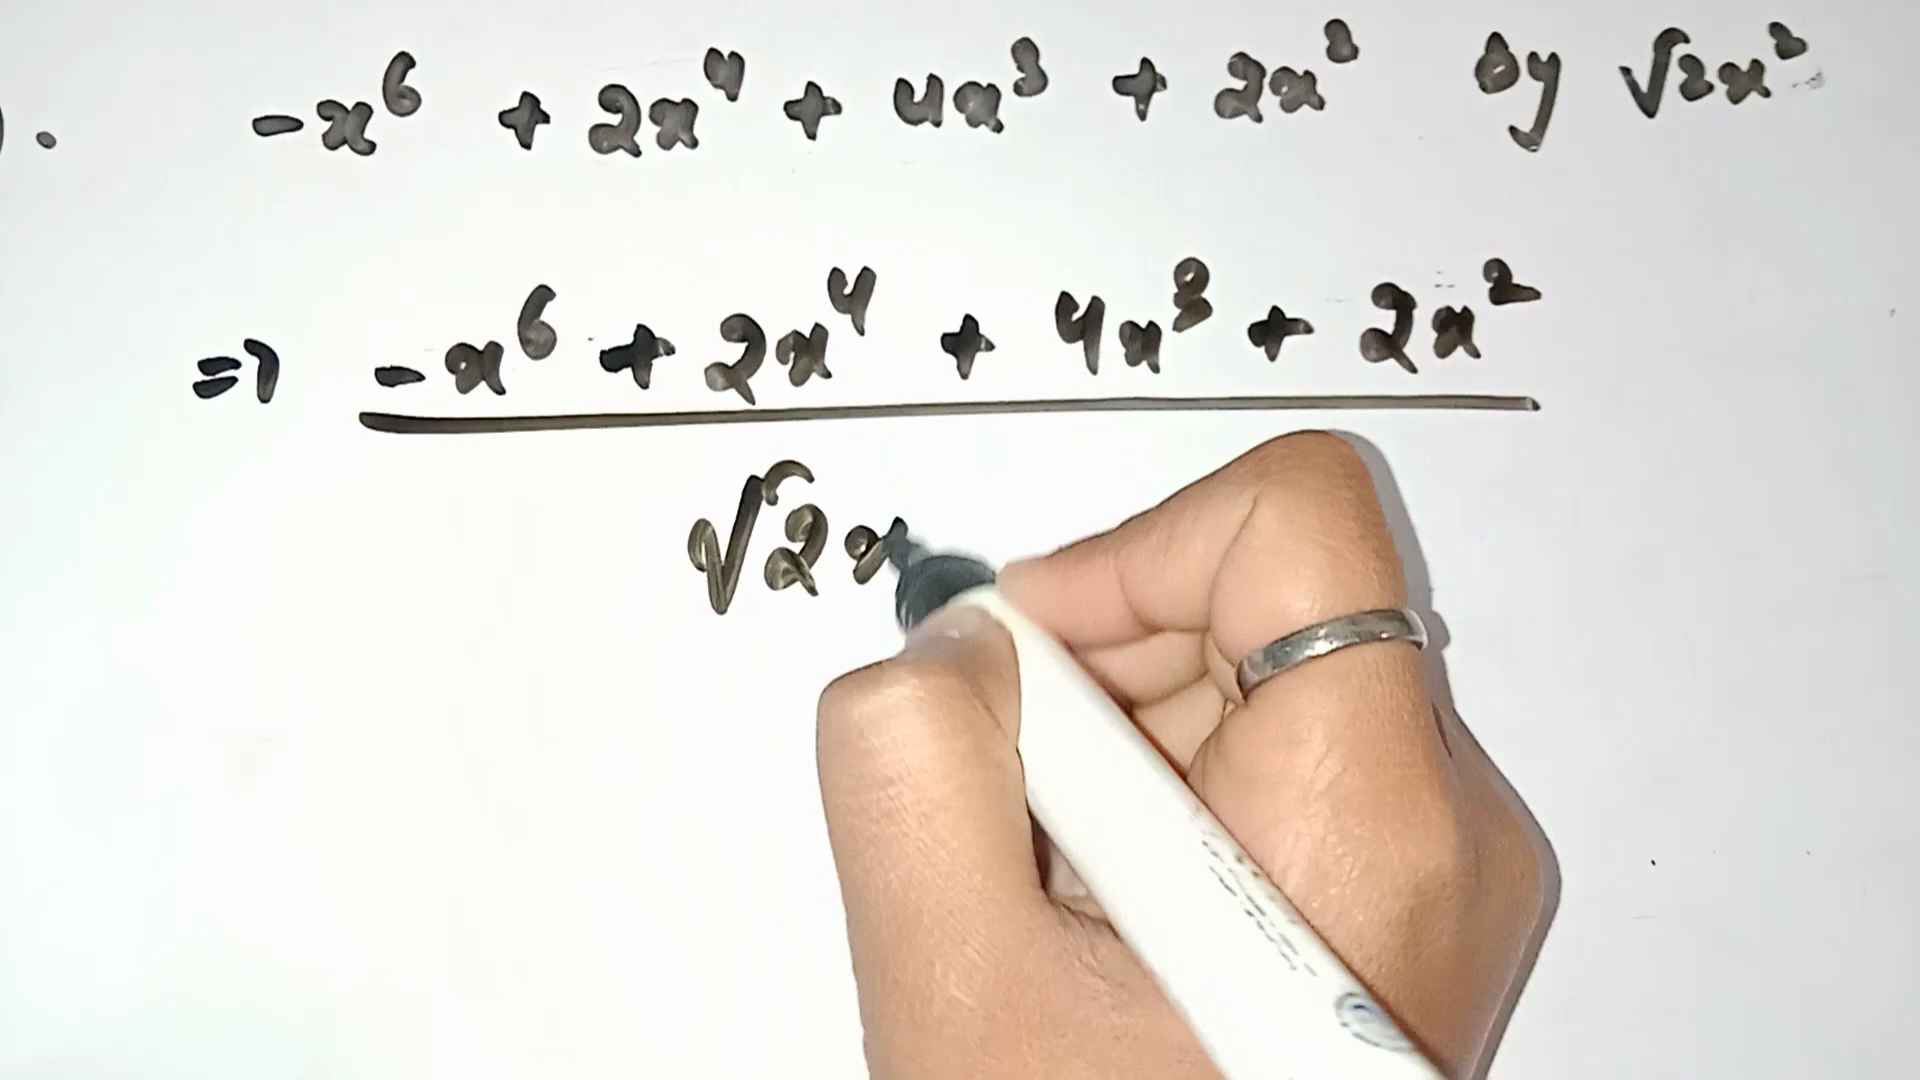 ). -x⁶ + 2x⁴ + 4x³ + 2x² by √2x²
=> -x⁶ + 2x⁴ + 4x³ + 2x²
√2x